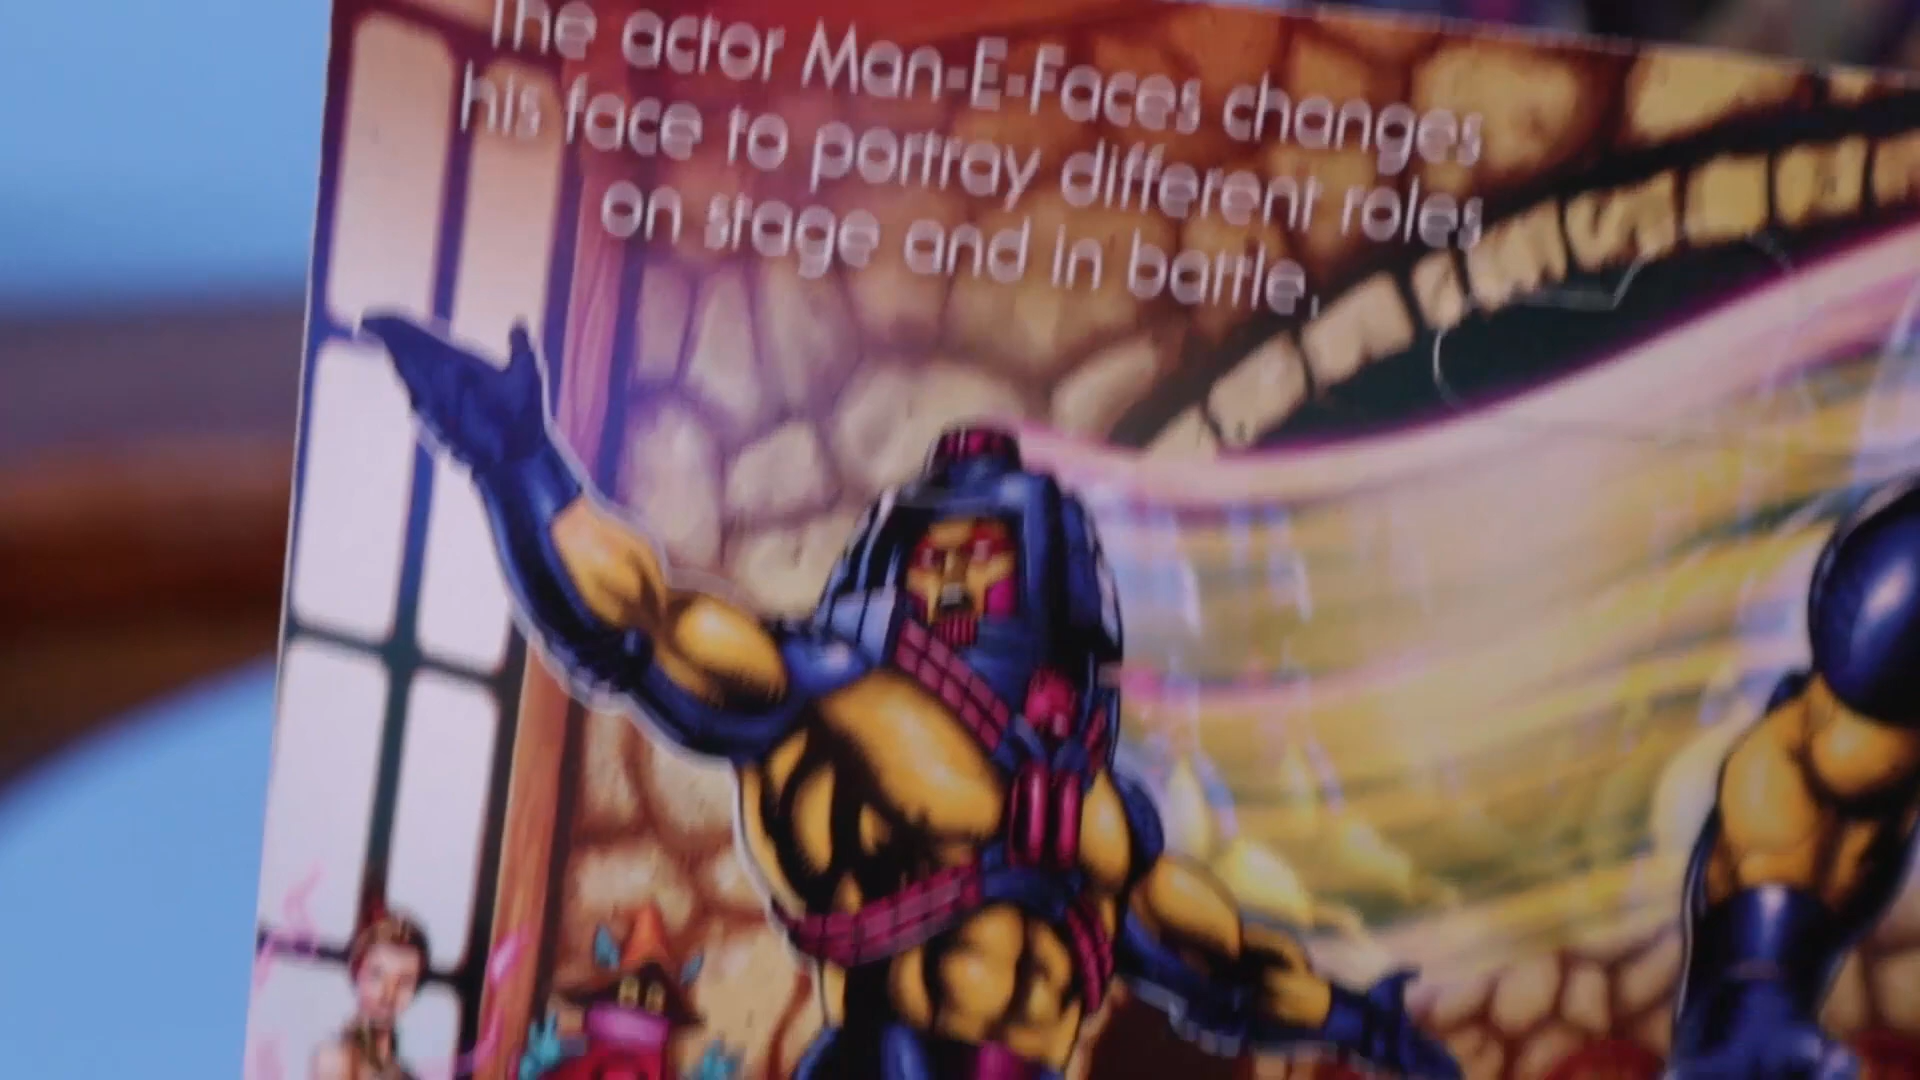 The actor Man-E-Faces changes
his face to portray different roles
on stage and in battle.